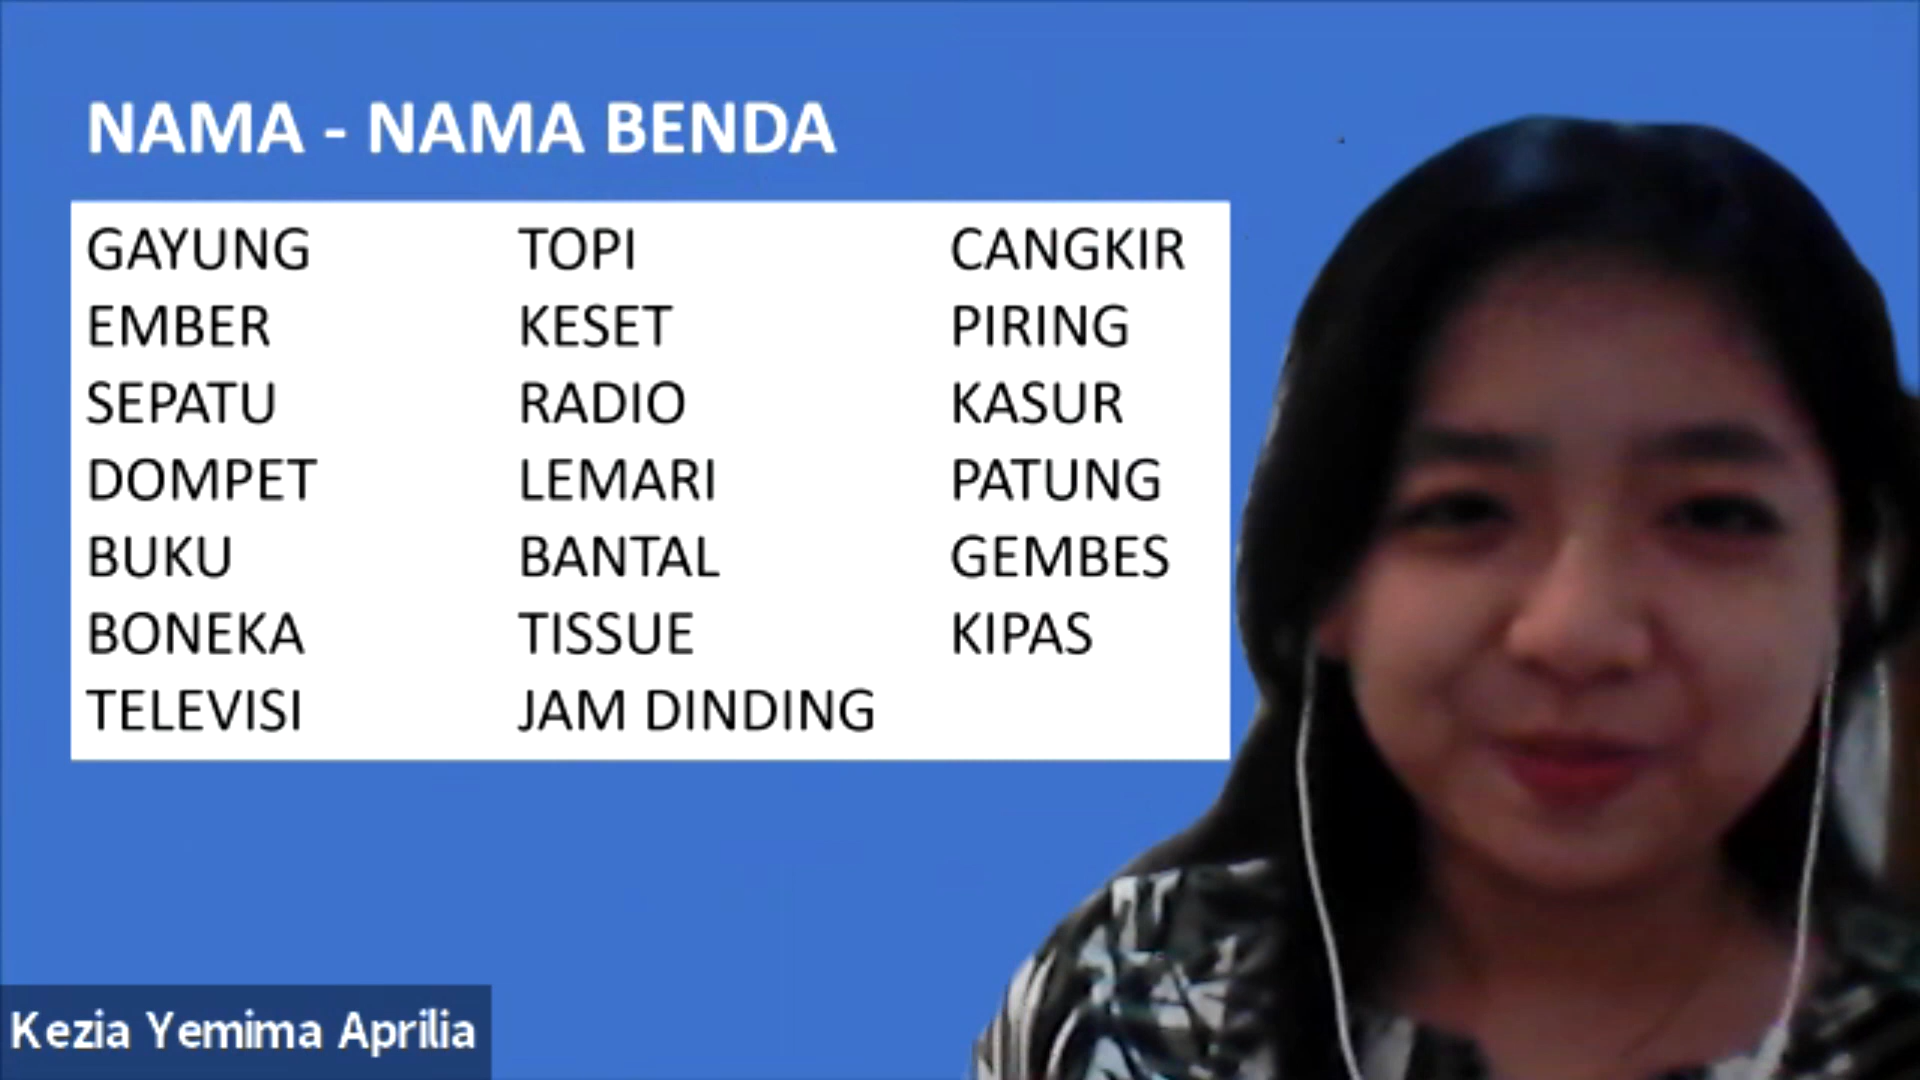 NAMA - NAMA BENDA
GAYUNG
EMBER
SEPATU
DOMPET
BUKU
BONEKA
TELEVISI
TOPI
KESET
RADIO
LEMARI
BANTAL
TISSUE
JAM DINDING
CANGKIR
PIRING
KASUR
PATUNG
GEMBES
KIPAS
Kezia Yemima Aprilia